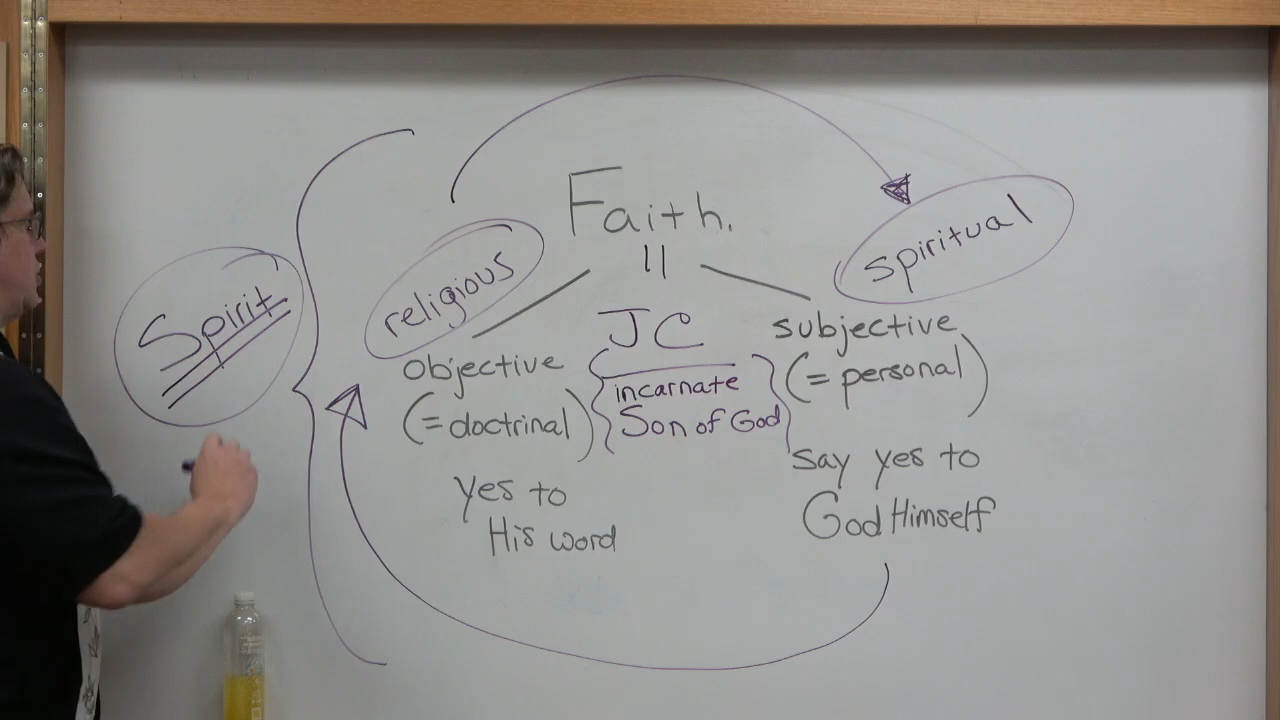 Faith.
||
religious
spiritual
Spirit
JC
objective
(= doctrinal)
incarnate
Son of God
subjective
(= personal)
yes to
His word
say yes to
God Himself